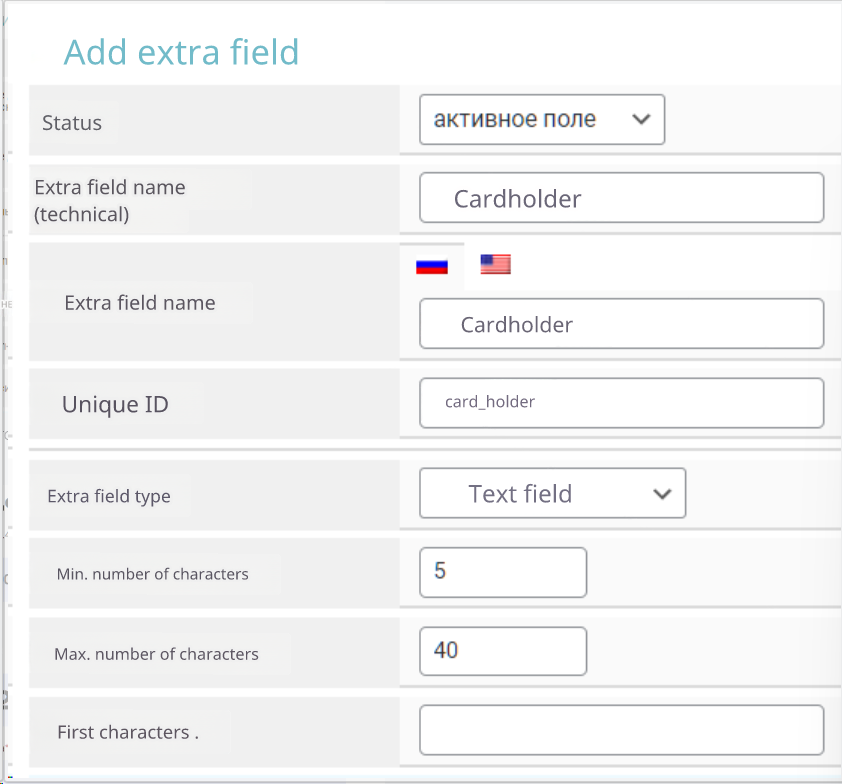 Add extra field
Status
активное поле
Extra field name
(technical)
Cardholder
Extra field name
Cardholder
Unique ID
card_holder
Extra field type
Text field
Min. number of characters
5
Max. number of characters
40
First characters .